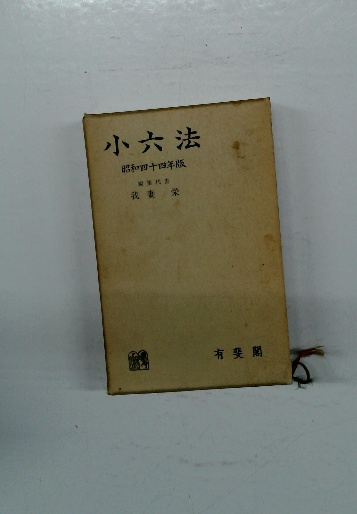 小六法
昭和四十四年版
編集代表
我妻 栄
有斐閣